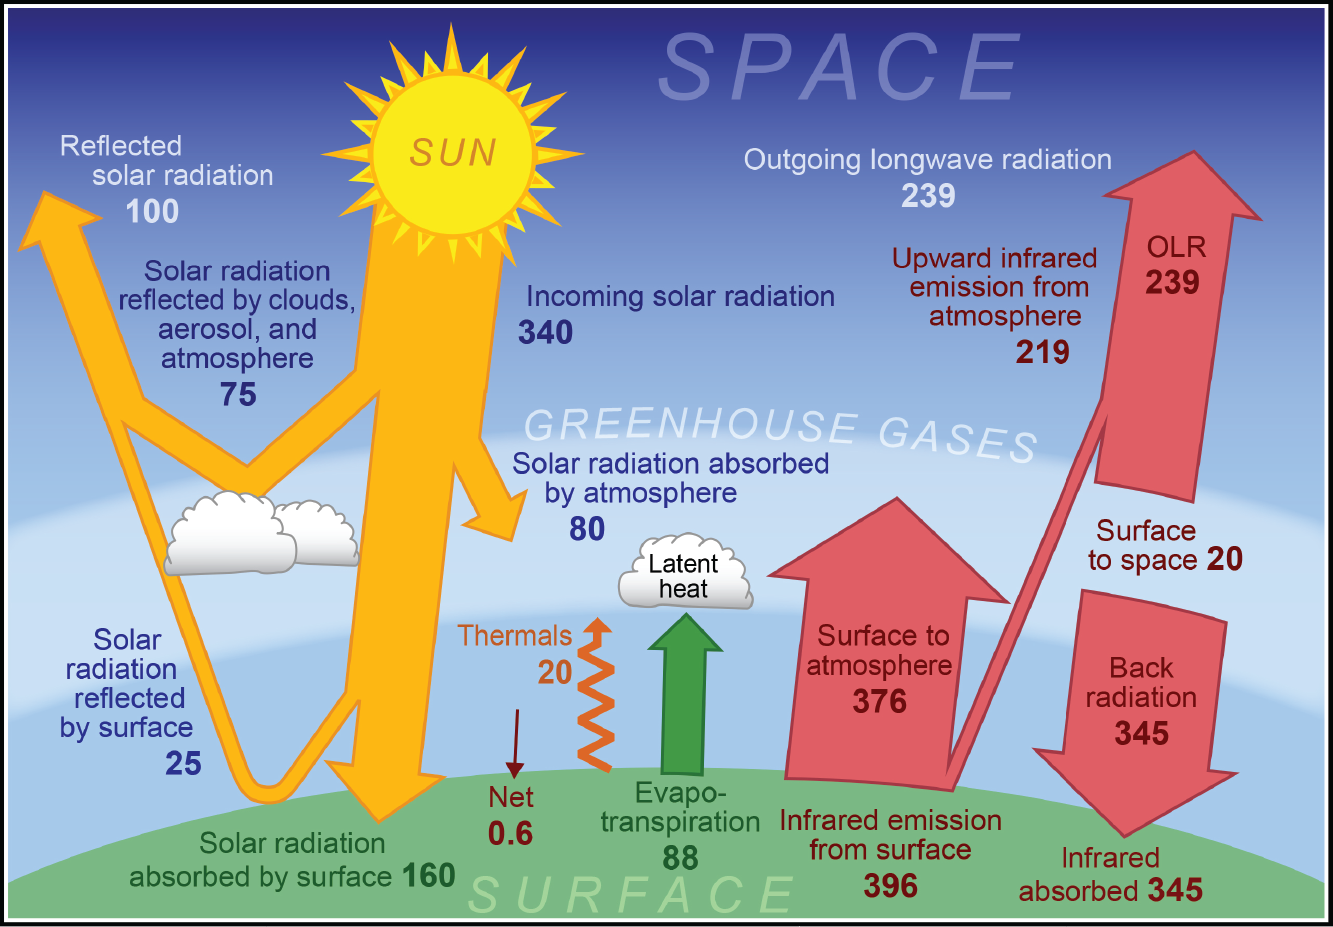 SPACE
SUN
Reflected
solar radiation
100
Outgoing longwave radiation
239
Solar radiation
reflected by clouds,
aerosol, and
atmosphere
75
Incoming solar radiation
340
Upward infrared
emission from
atmosphere
219
OLR
239
GREENHOUSE GASES
Solar radiation absorbed
by atmosphere
80
Latent
heat
Surface
to space 20
Solar
radiation
reflected
by surface
25
Thermals
20
Surface to
atmosphere
376
Back
radiation
345
Net
0.6
Evapo-
transpiration
88
Infrared emission
from surface
396
Solar radiation
absorbed by surface 160
Infrared
absorbed 345
SURFACE